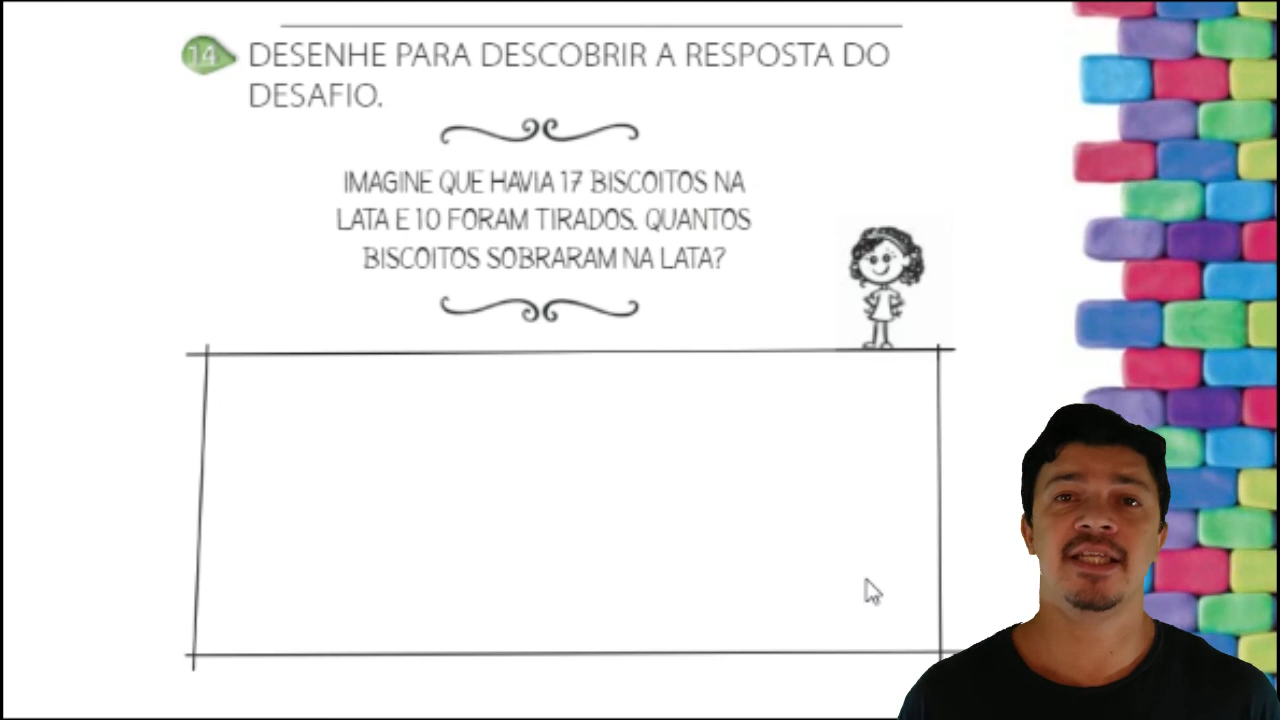 14 DESENHE PARA DESCOBRIR A RESPOSTA DO
DESAFIO.
IMAGINE QUE HAVIA 17 BISCOITOS NA
LATA E 10 FORAM TIRADOS. QUANTOS
BISCOITOS SOBRARAM NA LATA?